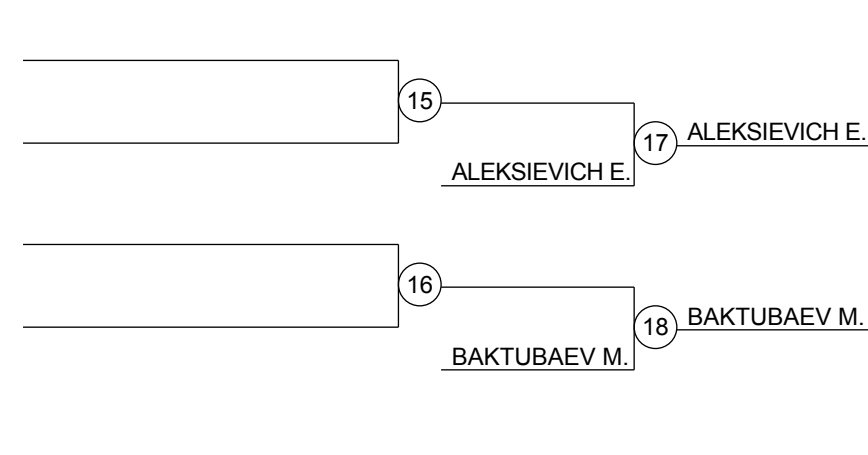 15
17 ALEKSIEVICH E.
ALEKSIEVICH E.
16
18 BAKTUBAEV M.
BAKTUBAEV M.